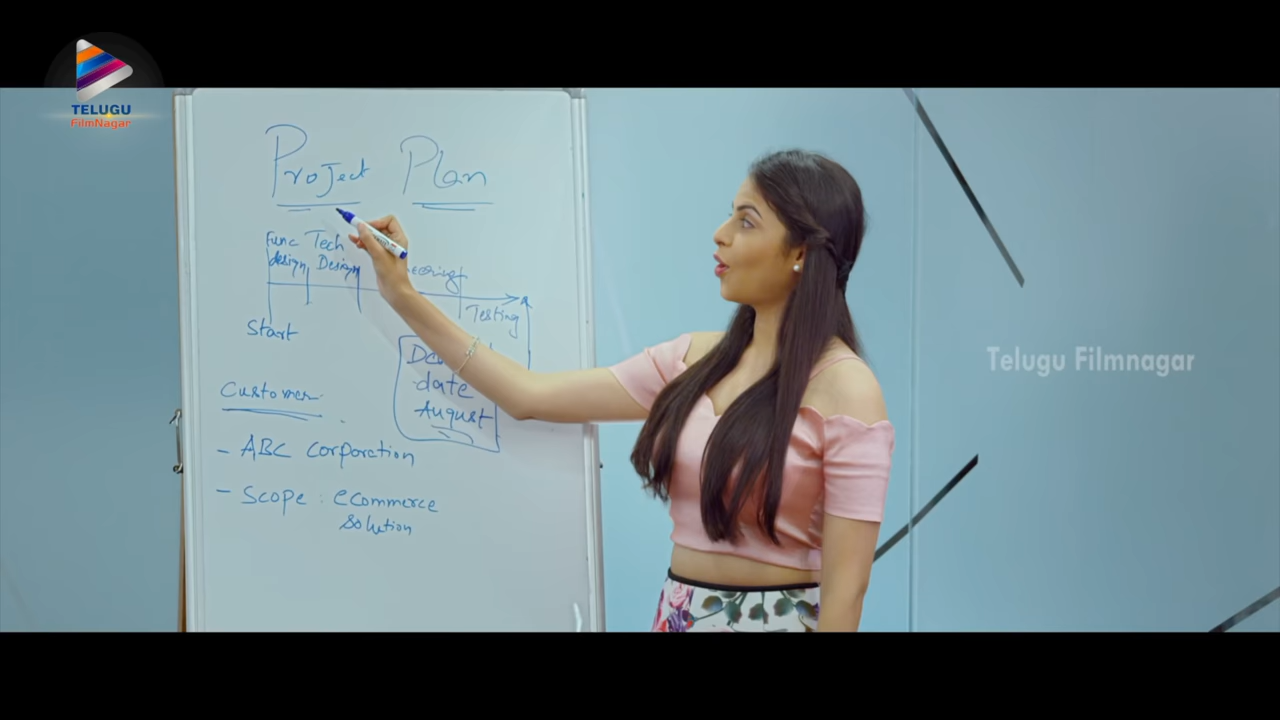 TELUGU
FilmNagar
Project Plan
Func Tech
design Design
Testing
Start
date
August
Customer
- ABC Corporation
- Scope : eCommerce
Solution
Telugu Filmnagar